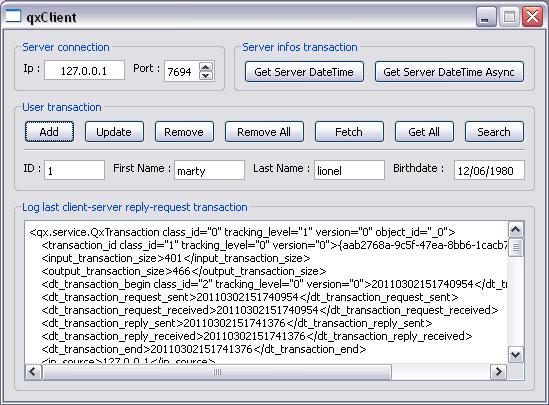 qxClient
Server connection
Ip : 127.0.0.1 Port : 7694
Server infos transaction
Get Server DateTime Get Server DateTime Async
User transaction
Add Update Remove Remove All Fetch Get All Search
ID : 1 First Name : marty Last Name : lionel Birthdate : 12/06/1980
Log last client-server reply-request transaction
<qx.service.QxTransaction class_id="0" tracking_level="1" version="0" object_id="_0">
<transaction_id class_id="1" tracking_level="0" version="0">{aab2768a-9c5f-47ea-8bb6-1cacb7
<input_transaction_size>401</input_transaction_size>
<output_transaction_size>466</output_transaction_size>
<dt_transaction_begin class_id="2" tracking_level="0" version="0">20110302151740954</dt_tr
<dt_transaction_request_sent>20110302151740954</dt_transaction_request_sent>
<dt_transaction_request_received>20110302151740954</dt_transaction_request_received>
<dt_transaction_reply_sent>20110302151741376</dt_transaction_reply_sent>
<dt_transaction_reply_received>20110302151741376</dt_transaction_reply_received>
<dt_transaction_end>20110302151741376</dt_transaction_end>
<ip_source>127.0.0.1</ip_source>